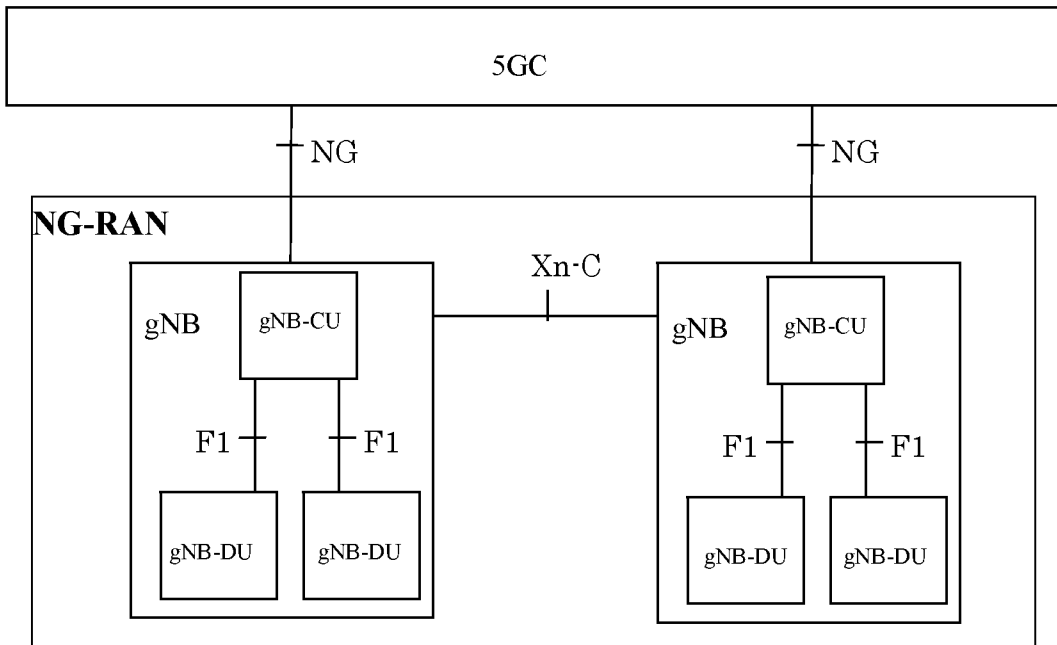 5GC
NG
NG
NG-RAN
Xn-C
gNB
gNB-CU
gNB
gNB-CU
F1
F1
F1
F1
gNB-DU
gNB-DU
gNB-DU
gNB-DU